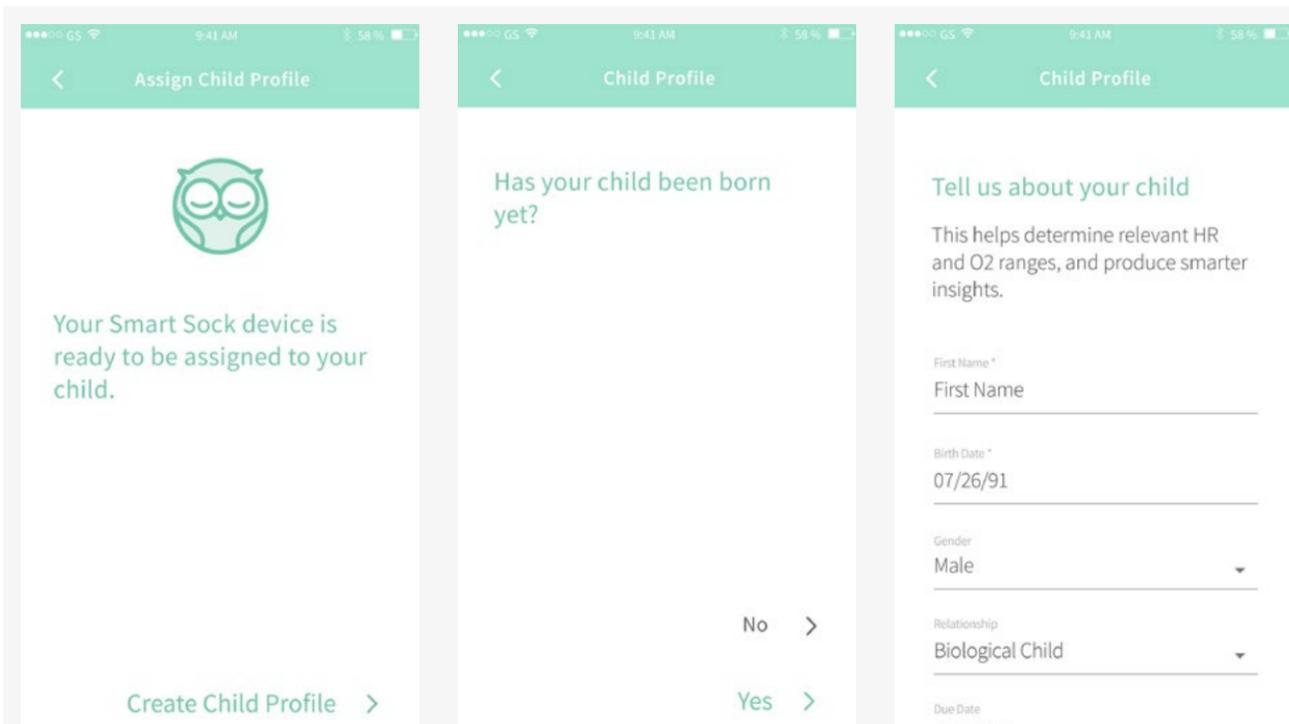 GS 9:41 AM 58%
Assign Child Profile
Your Smart Sock device is
ready to be assigned to your
child.
Create Child Profile
GS 9:41 AM 58%
Child Profile
Has your child been born
yet?
No
Yes
GS 9:41 AM 58%
Child Profile
Tell us about your child
This helps determine relevant HR
and O2 ranges, and produce smarter
insights.
First Name *
First Name
Birth Date *
07/26/91
Gender
Male
Relationship
Biological Child
Due Date